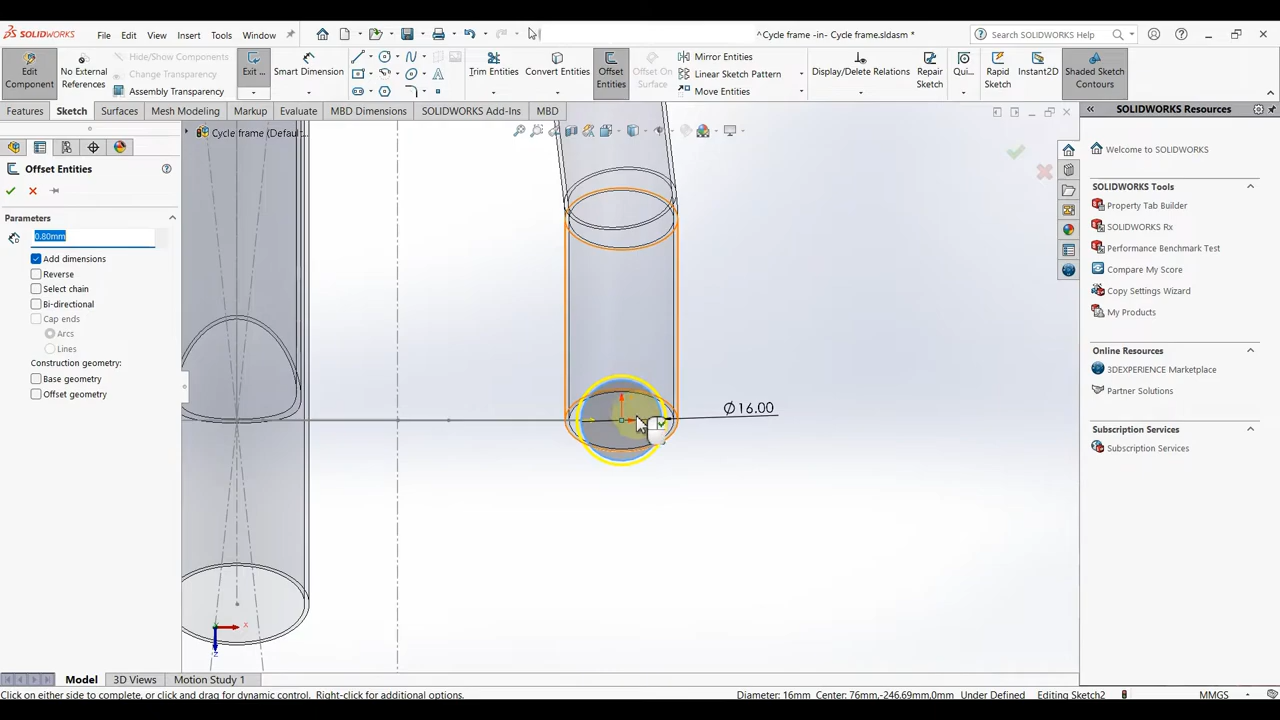 SOLIDWORKS
File
Edit
View
Insert
Tools
Window
^Cycle frame -in- Cycle frame.sldasm *
Search SOLIDWORKS Help
Edit
Component
No External
References
Hide/Show Components
Change Transparency
Assembly Transparency
Exit ...
Smart Dimension
Trim Entities
Convert Entities
Offset
Entities
Offset On
Surface
Mirror Entities
Linear Sketch Pattern
Move Entities
Display/Delete Relations
Repair
Sketch
Qui...
Rapid
Sketch
Instant2D
Shaded Sketch
Contours
Features
Sketch
Surfaces
Mesh Modeling
Markup
Evaluate
MBD Dimensions
SOLIDWORKS Add-Ins
MBD
Cycle frame (Default...
Offset Entities
Parameters
0.80mm
Add dimensions
Reverse
Select chain
Bi-directional
Cap ends
Arcs
Lines
Construction geometry:
Base geometry
Offset geometry
Ø16.00
x
z
SOLIDWORKS Resources
Welcome to SOLIDWORKS
SOLIDWORKS Tools
Property Tab Builder
SOLIDWORKS Rx
Performance Benchmark Test
Compare My Score
Copy Settings Wizard
My Products
Online Resources
3DEXPERIENCE Marketplace
Partner Solutions
Subscription Services
Subscription Services
Model
3D Views
Motion Study 1
Click on either side to complete, or click and drag for dynamic control. Right-click for additional options.
Diameter: 16mm Center: 76mm,-246.69mm,0mm Under Defined Editing Sketch2 MMGS